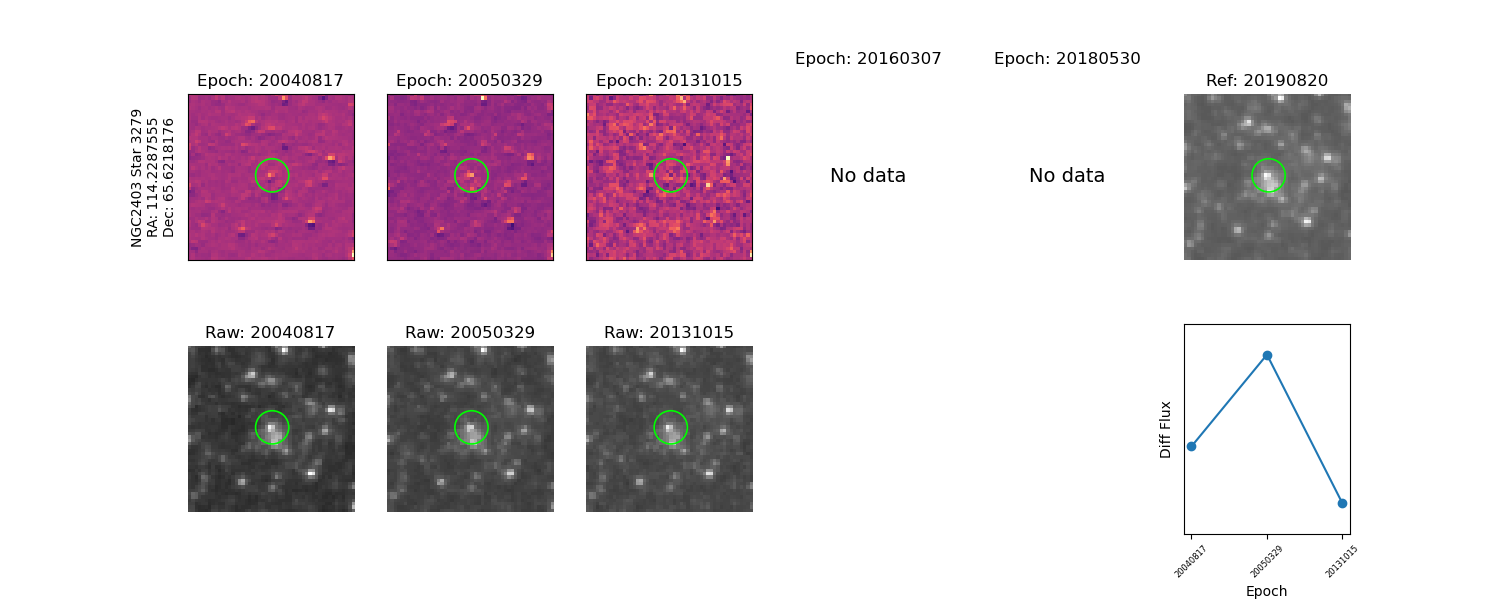 Epoch: 20040817
Epoch: 20050329
Epoch: 20131015
Epoch: 20160307
Epoch: 20180530
Ref: 20190820
NGC2403 Star 3279
RA: 114.2287555
Dec: 65.6218176
No data
No data
Raw: 20040817
Raw: 20050329
Raw: 20131015
Diff Flux
20040817
20050329
20131015
Epoch